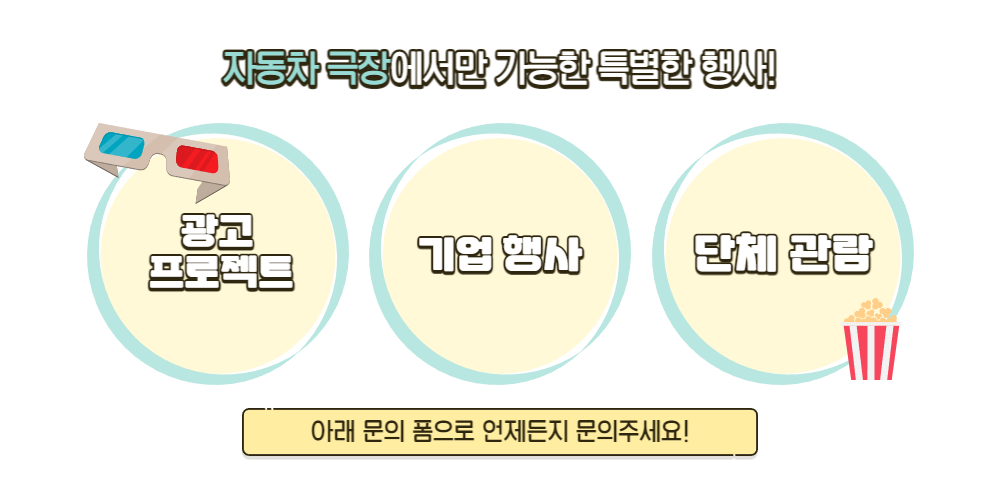 자동차 극장에서만 가능한 특별한 행사!
광고
프로젝트
기업 행사
단체 관람
아래 문의 폼으로 언제든지 문의주세요!